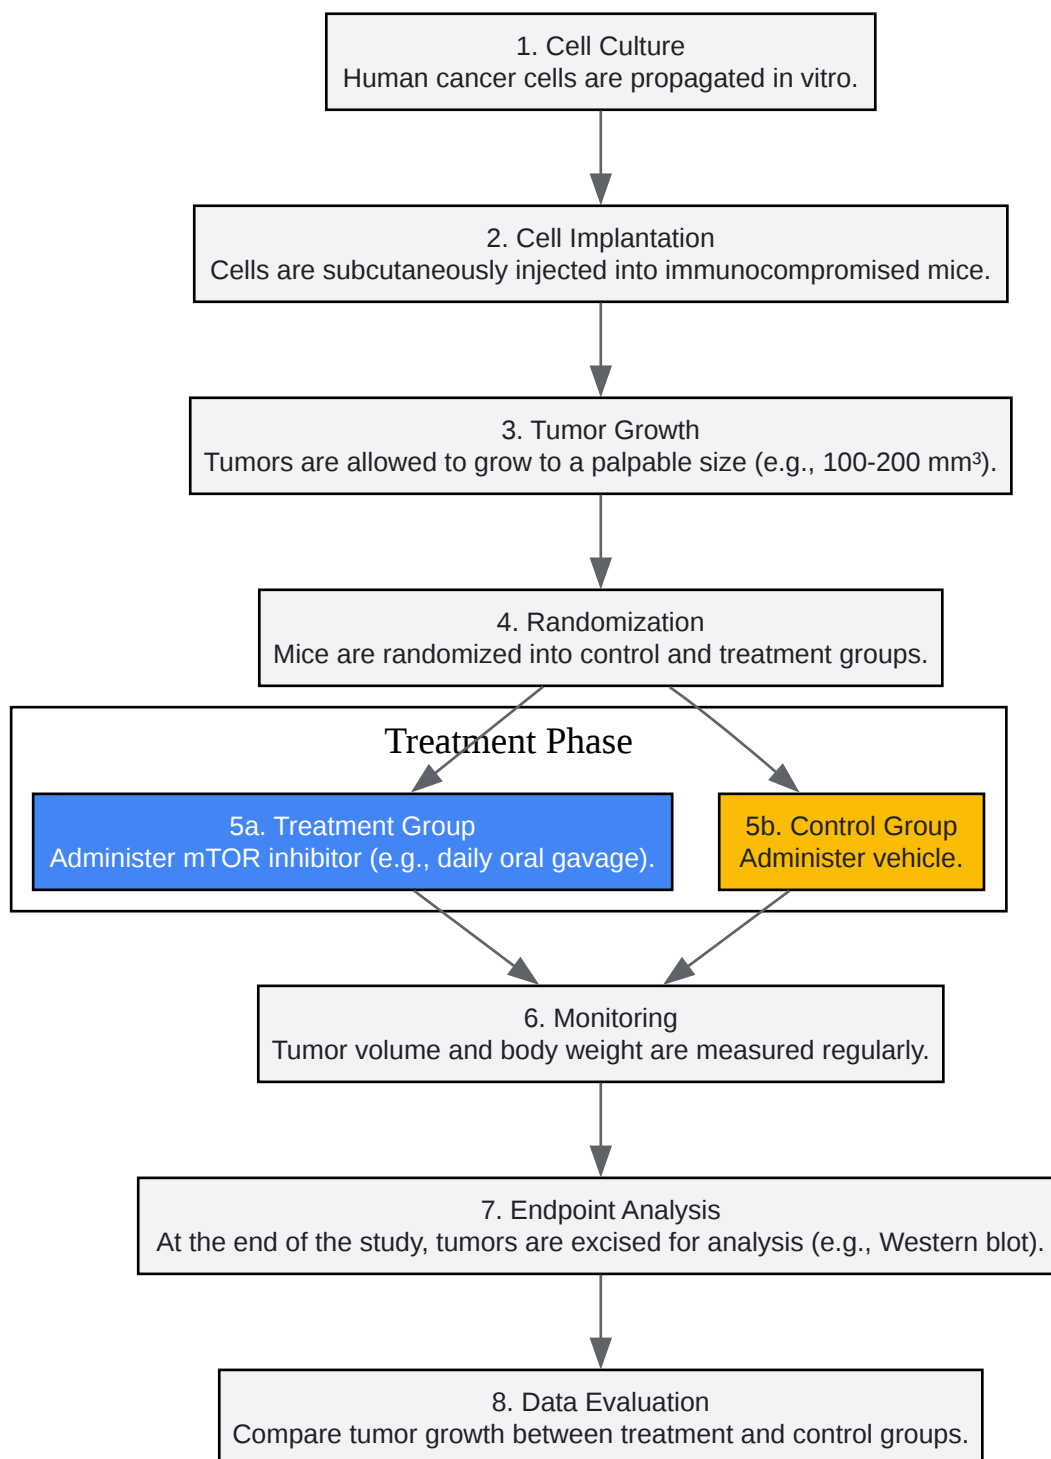 1. Cell Culture
Human cancer cells are propagated in vitro.
2. Cell Implantation
Cells are subcutaneously injected into immunocompromised mice.
3. Tumor Growth
Tumors are allowed to grow to a palpable size (e.g., 100-200 mm³).
4. Randomization
Mice are randomized into control and treatment groups.
Treatment Phase
5a. Treatment Group
Administer mTOR inhibitor (e.g., daily oral gavage).
5b. Control Group
Administer vehicle.
6. Monitoring
Tumor volume and body weight are measured regularly.
7. Endpoint Analysis
At the end of the study, tumors are excised for analysis (e.g., Western blot).
8. Data Evaluation
Compare tumor growth between treatment and control groups.